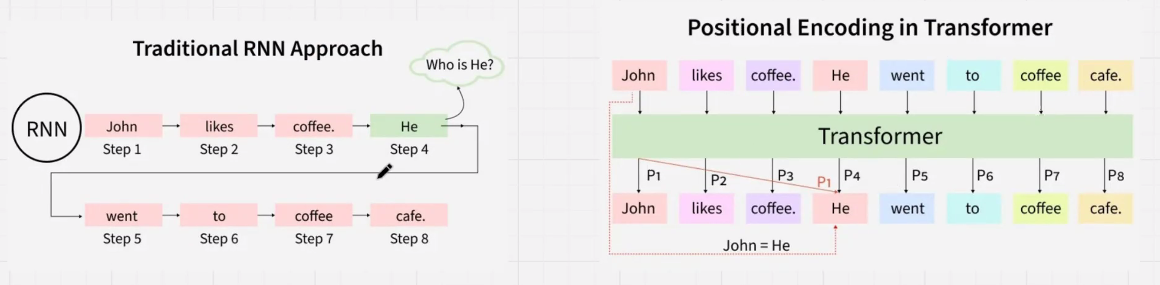 Traditional RNN Approach
Who is He?
RNN
John likes coffee. He
Step 1 Step 2 Step 3 Step 4
went to coffee cafe.
Step 5 Step 6 Step 7 Step 8
Positional Encoding in Transformer
John likes coffee. He went to coffee cafe.
Transformer
P1 P2 P3 P1 P4 P5 P6 P7 P8
John likes coffee. He went to coffee cafe.
John = He